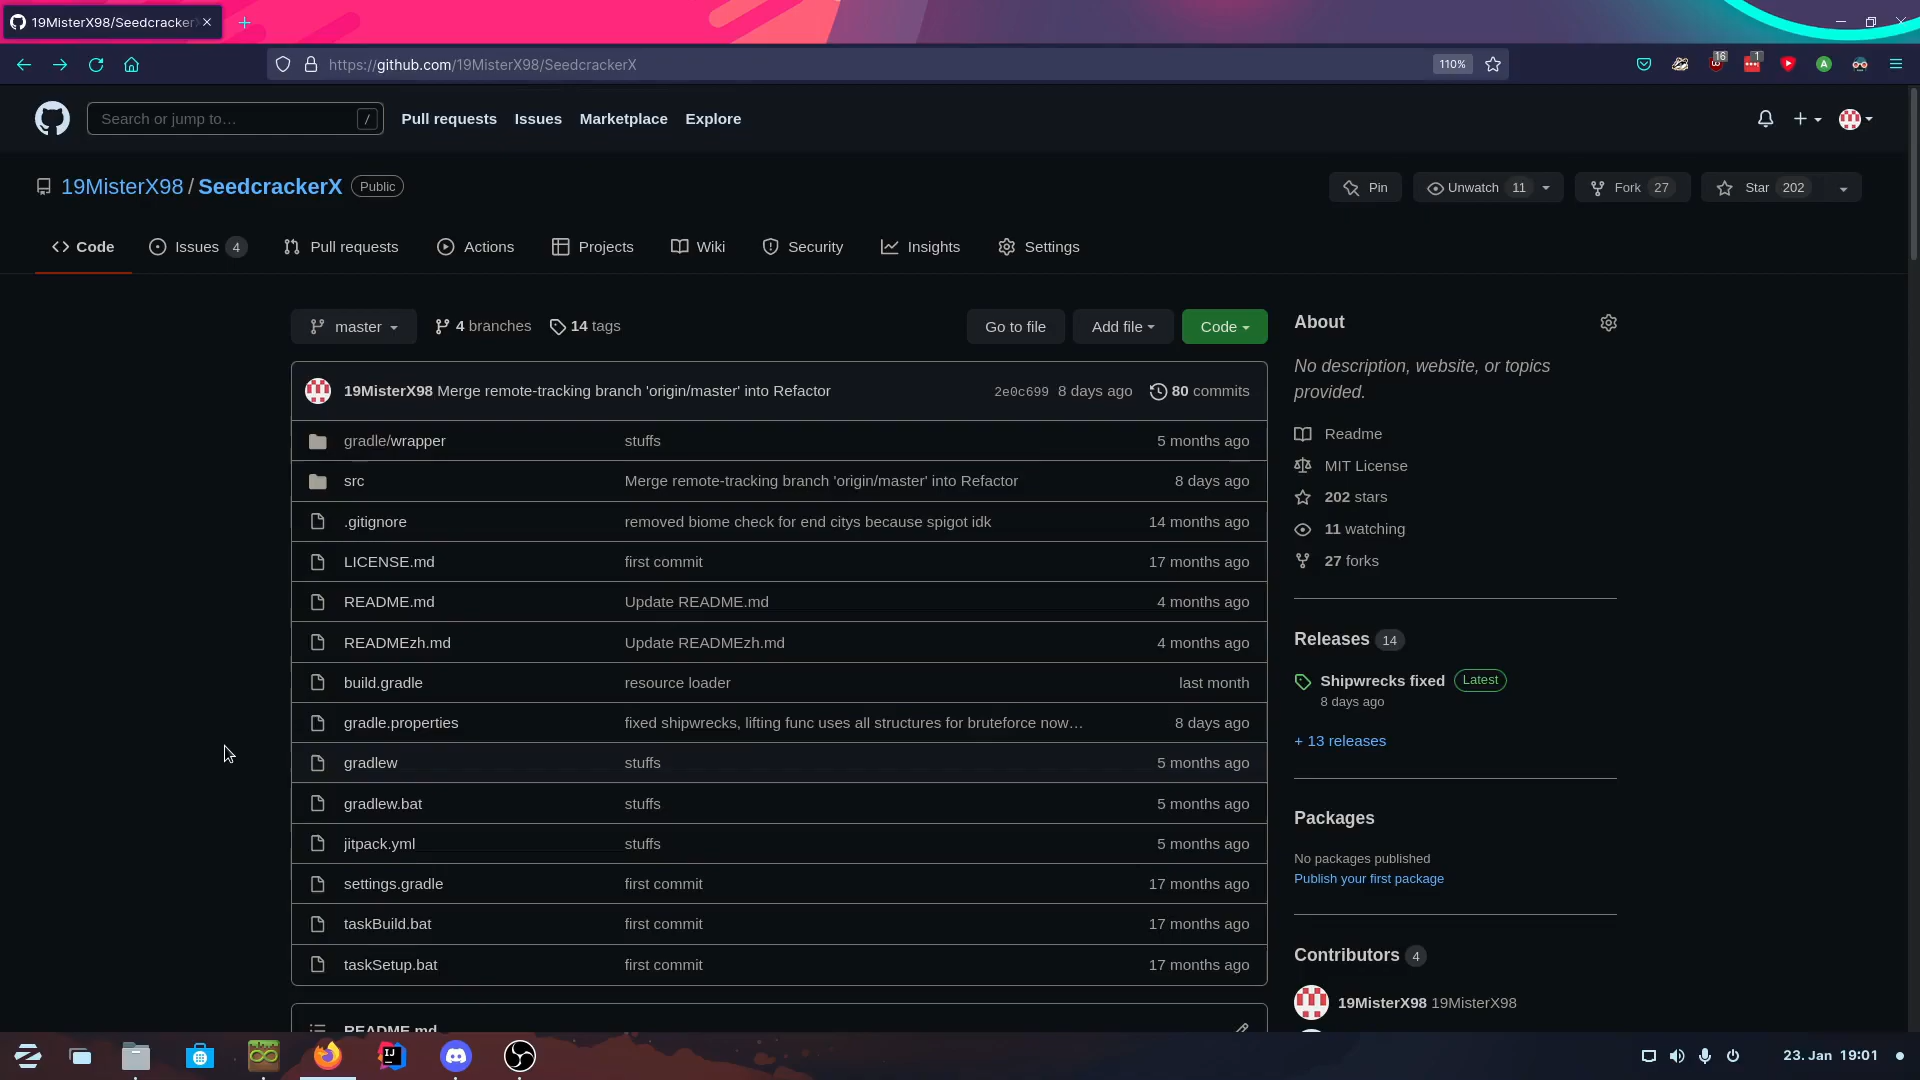 19MisterX98/Seedcracker
https://github.com/19MisterX98/SeedcrackerX
110%
16
1
A
Search or jump to…
/
Pull requests
Issues
Marketplace
Explore
19MisterX98 / SeedcrackerX
Public
Pin
Unwatch 11
Fork 27
Star 202
Code
Issues 4
Pull requests
Actions
Projects
Wiki
Security
Insights
Settings
master
4 branches
14 tags
Go to file
Add file
Code
19MisterX98 Merge remote-tracking branch 'origin/master' into Refactor 2e0c699 8 days ago 80 commits
gradle/wrapper stuffs 5 months ago
src Merge remote-tracking branch 'origin/master' into Refactor 8 days ago
.gitignore removed biome check for end citys because spigot idk 14 months ago
LICENSE.md first commit 17 months ago
README.md Update README.md 4 months ago
READMEzh.md Update READMEzh.md 4 months ago
build.gradle resource loader last month
gradle.properties fixed shipwrecks, lifting func uses all structures for bruteforce now… 8 days ago
gradlew stuffs 5 months ago
gradlew.bat stuffs 5 months ago
jitpack.yml stuffs 5 months ago
settings.gradle first commit 17 months ago
taskBuild.bat first commit 17 months ago
taskSetup.bat first commit 17 months ago
README.md
About
No description, website, or topics
provided.
Readme
MIT License
202 stars
11 watching
27 forks
Releases 14
Shipwrecks fixed Latest
8 days ago
+ 13 releases
Packages
No packages published
Publish your first package
Contributors 4
19MisterX98 19MisterX98
IJ
23. Jan 19:01